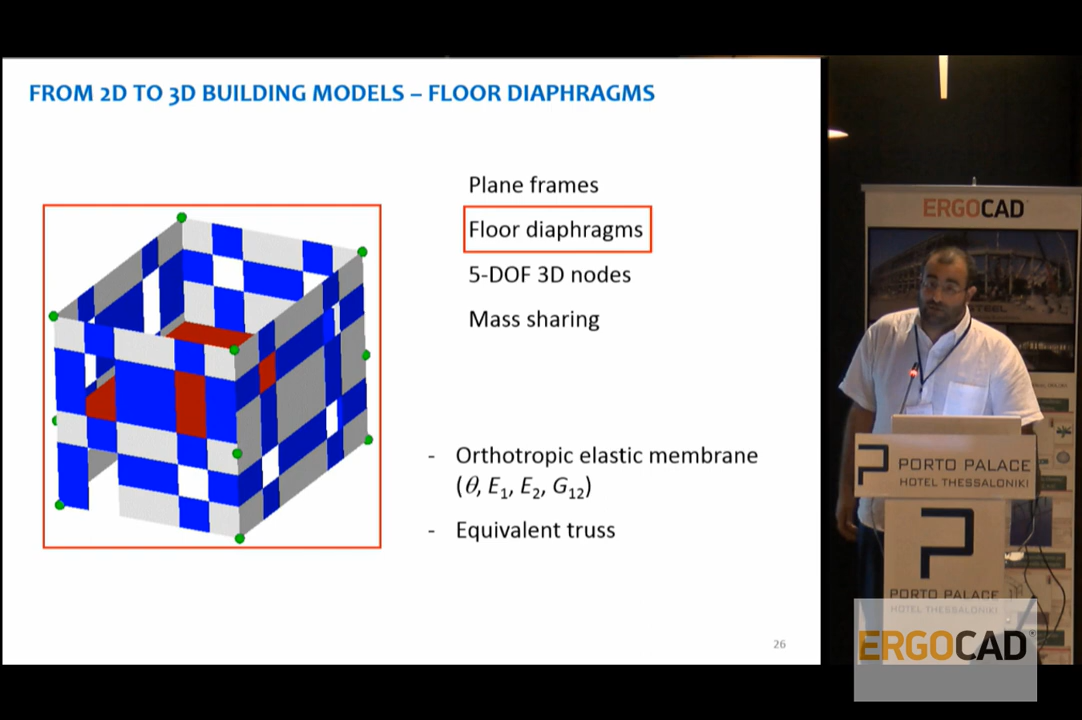 FROM 2D TO 3D BUILDING MODELS – FLOOR DIAPHRAGMS
Plane frames
Floor diaphragms
5-DOF 3D nodes
Mass sharing
- Orthotropic elastic membrane
(θ, E1, E2, G12)
- Equivalent truss
26
ERGOCAD
PORTO PALACE
HOTEL THESSALONIKI
PORTO PALACE
HOTEL THESSALONIKI
ERGOCAD